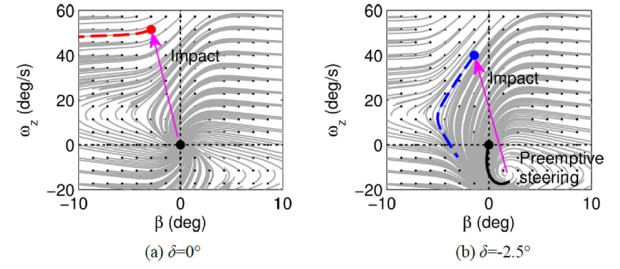 60
40
20
0
-20
-10
0
10
ω_z (deg/s)
β (deg)
Impact
(a) δ=0°
60
40
20
0
-20
-10
0
10
ω_z (deg/s)
β (deg)
Impact
Preemptive
steering
(b) δ=-2.5°